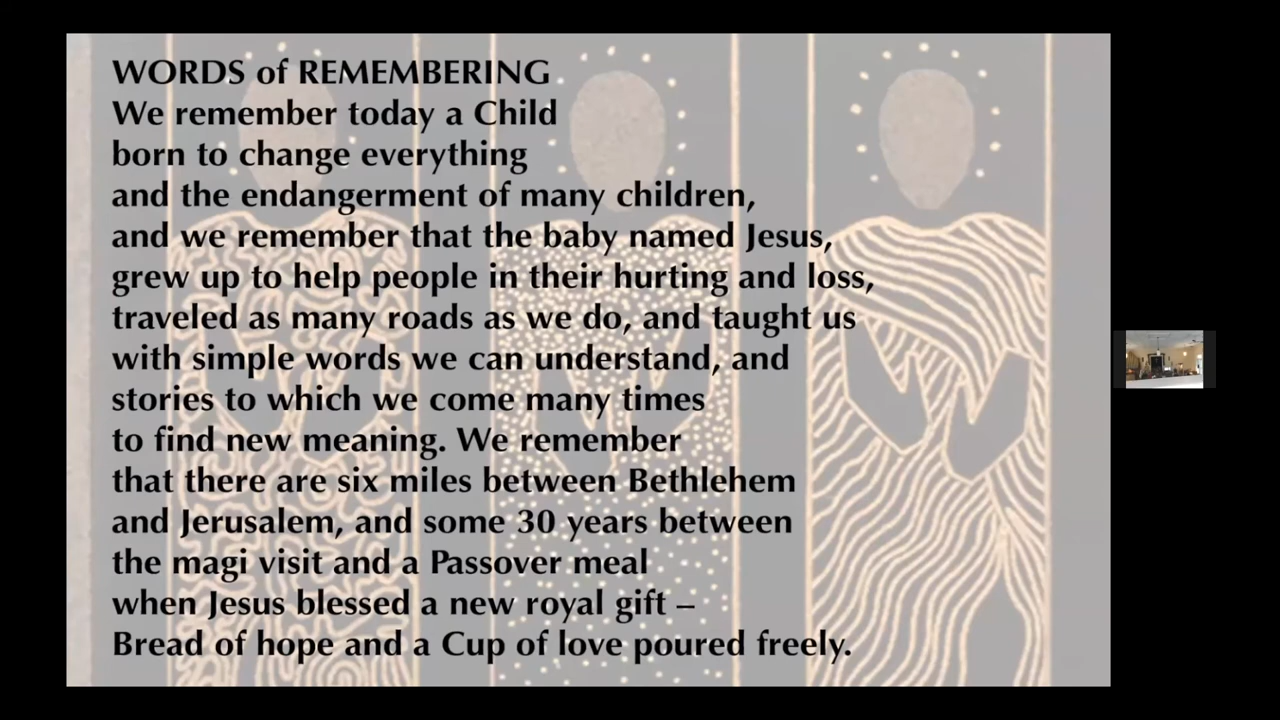 WORDS of REMEMBERING
We remember today a Child
born to change everything
and the endangerment of many children,
and we remember that the baby named Jesus,
grew up to help people in their hurting and loss,
traveled as many roads as we do, and taught us
with simple words we can understand, and
stories to which we come many times
to find new meaning. We remember
that there are six miles between Bethlehem
and Jerusalem, and some 30 years between
the magi visit and a Passover meal
when Jesus blessed a new royal gift –
Bread of hope and a Cup of love poured freely.